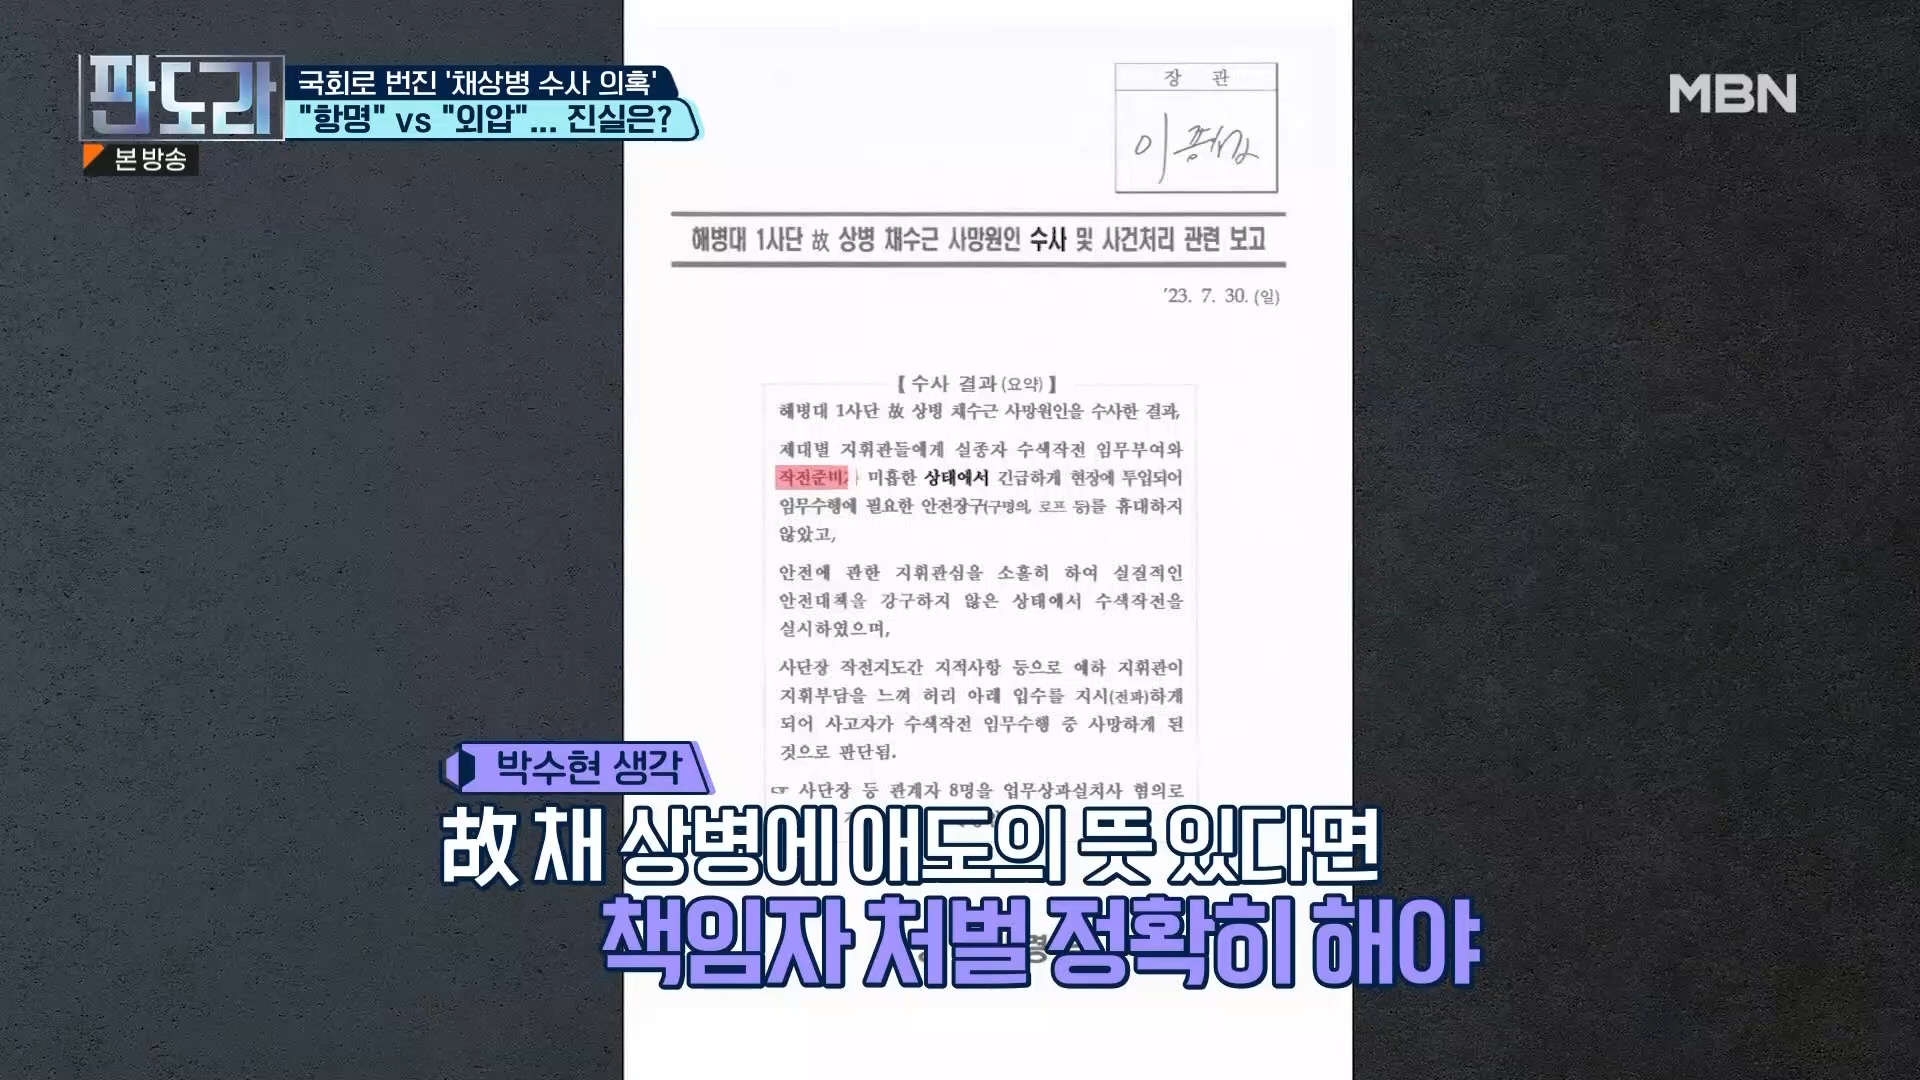 판도라
국회로 번진 '채상병 수사 의혹'
"항명" vs "외압"... 진실은?
본방송
MBN
장 관
해병대 1사단 故 상병 채수근 사망원인 수사 및 사건처리 관련 보고
'23. 7. 30. (일)
【 수사 결과(요약) 】
해병대 1사단 故 상병 채수근 사망원인을 수사한 결과,
제대별 지휘관들에게 실종자 수색작전 임무부여와
작전준비가 미흡한 상태에서 긴급하게 현장에 투입되어
임무수행에 필요한 안전장구(구명의, 로프 등)를 휴대하지
않았고,
안전에 관한 지휘관심을 소홀히 하여 실질적인
안전대책을 강구하지 않은 상태에서 수색작전을
실시하였으며,
사단장 작전지도간 지적사항 등으로 예하 지휘관이
지휘부담을 느껴 허리 아래 입수를 지시(전파)하게
되어 사고자가 수색작전 임무수행 중 사망하게 된
것으로 판단됨.
☞ 사단장 등 관계자 8명을 업무상과실치사 혐의로
박수현 생각
故 채 상병에 애도의 뜻 있다면
책임자 처벌 정확히 해야